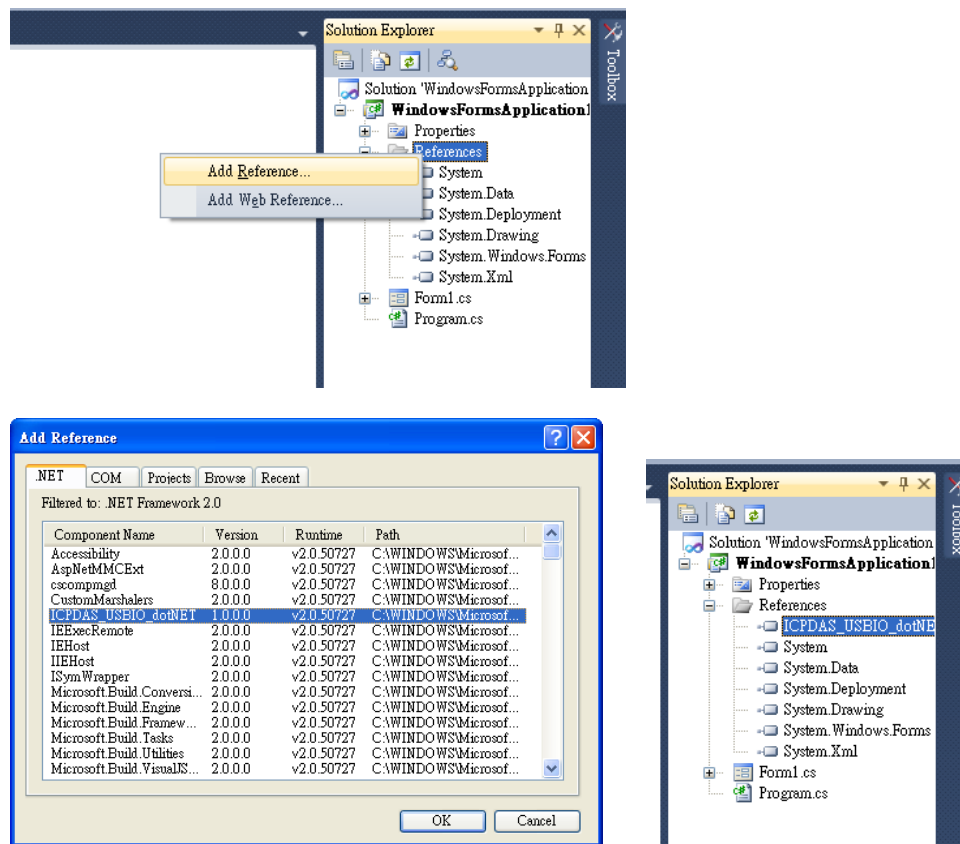 Solution Explorer
Toolbox
Solution 'WindowsFormsApplication
WindowsFormsApplication1
Properties
References
Add Reference...
Add Web Reference...
System
System.Data
System.Deployment
System.Drawing
System.Windows.Forms
System.Xml
Form1.cs
Program.cs
Add Reference
.NET COM Projects Browse Recent
Filtered to: .NET Framework 2.0
Component Name Version Runtime Path
Accessibility 2.0.0.0 v2.0.50727 C:\WINDOWS\Microsof...
AspNetMMCExt 2.0.0.0 v2.0.50727 C:\WINDOWS\Microsof...
cscompmgd 8.0.0.0 v2.0.50727 C:\WINDOWS\Microsof...
CustomMarshalers 2.0.0.0 v2.0.50727 C:\WINDOWS\Microsof...
ICPDAS_USBIO_dotNET 1.0.0.0 v2.0.50727 C:\WINDOWS\Microsof...
IEExecRemote 2.0.0.0 v2.0.50727 C:\WINDOWS\Microsof...
IEHost 2.0.0.0 v2.0.50727 C:\WINDOWS\Microsof...
IIEHost 2.0.0.0 v2.0.50727 C:\WINDOWS\Microsof...
ISymWrapper 2.0.0.0 v2.0.50727 C:\WINDOWS\Microsof...
Microsoft.Build.Conversi... 2.0.0.0 v2.0.50727 C:\WINDOWS\Microsof...
Microsoft.Build.Engine 2.0.0.0 v2.0.50727 C:\WINDOWS\Microsof...
Microsoft.Build.Framew... 2.0.0.0 v2.0.50727 C:\WINDOWS\Microsof...
Microsoft.Build.Tasks 2.0.0.0 v2.0.50727 C:\WINDOWS\Microsof...
Microsoft.Build.Utilities 2.0.0.0 v2.0.50727 C:\WINDOWS\Microsof...
Microsoft.Build.VisualJS... 2.0.0.0 v2.0.50727 C:\WINDOWS\Microsof...
OK Cancel
Solution Explorer
Toolbox
Solution 'WindowsFormsApplication
WindowsFormsApplication1
Properties
References
ICPDAS_USBIO_dotNE
System
System.Data
System.Deployment
System.Drawing
System.Windows.Forms
System.Xml
Form1.cs
Program.cs